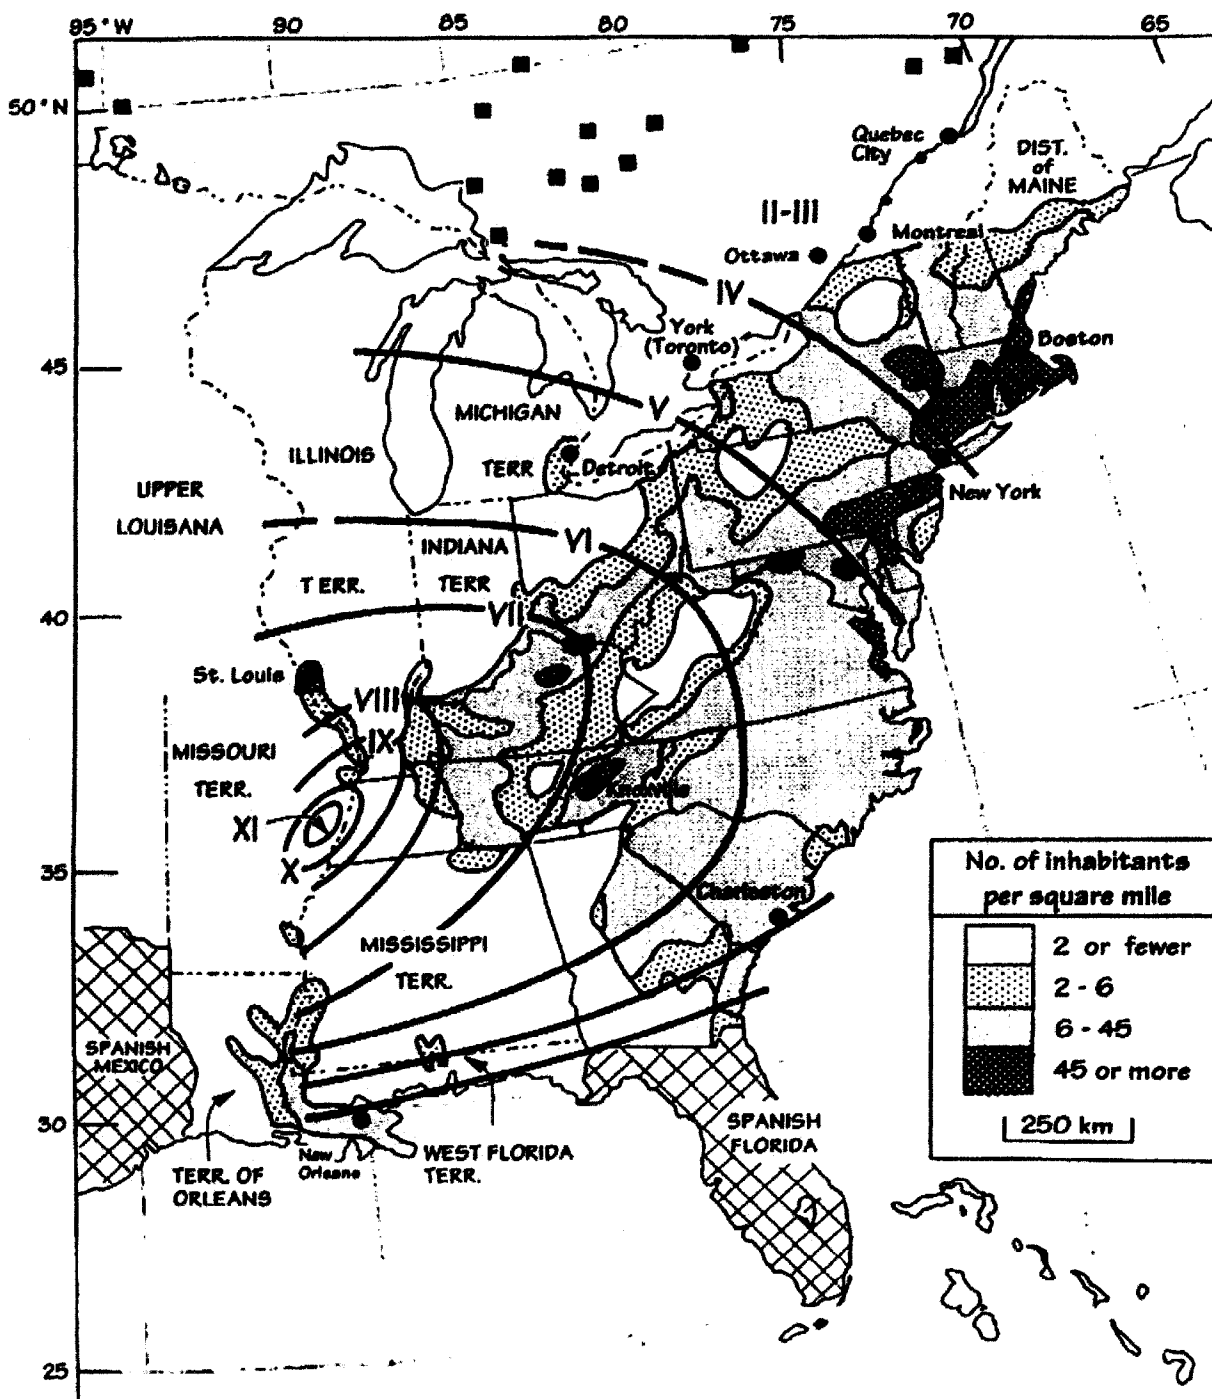 95°W 90 85 80 75 70 65
50°N
Quebec
City
DIST.
of
MAINE
II-III
Montreal
Ottawa
IV
York
(Toronto)
Boston
45
V
MICHIGAN
ILLINOIS
TERR
Detroit
UPPER
LOUISANA
New York
VI
INDIANA
TERR.
TERR
VII
40
St. Louis
VIII
IX
MISSOURI
TERR.
Knoxville
XI
X
35
Charleston
MISSISSIPPI
TERR.
No. of inhabitants
per square mile
2 or fewer
2 - 6
6 - 45
45 or more
250 km
SPANISH
MEXICO
30
SPANISH
FLORIDA
New
Orleans
WEST FLORIDA
TERR.
TERR. OF
ORLEANS
25